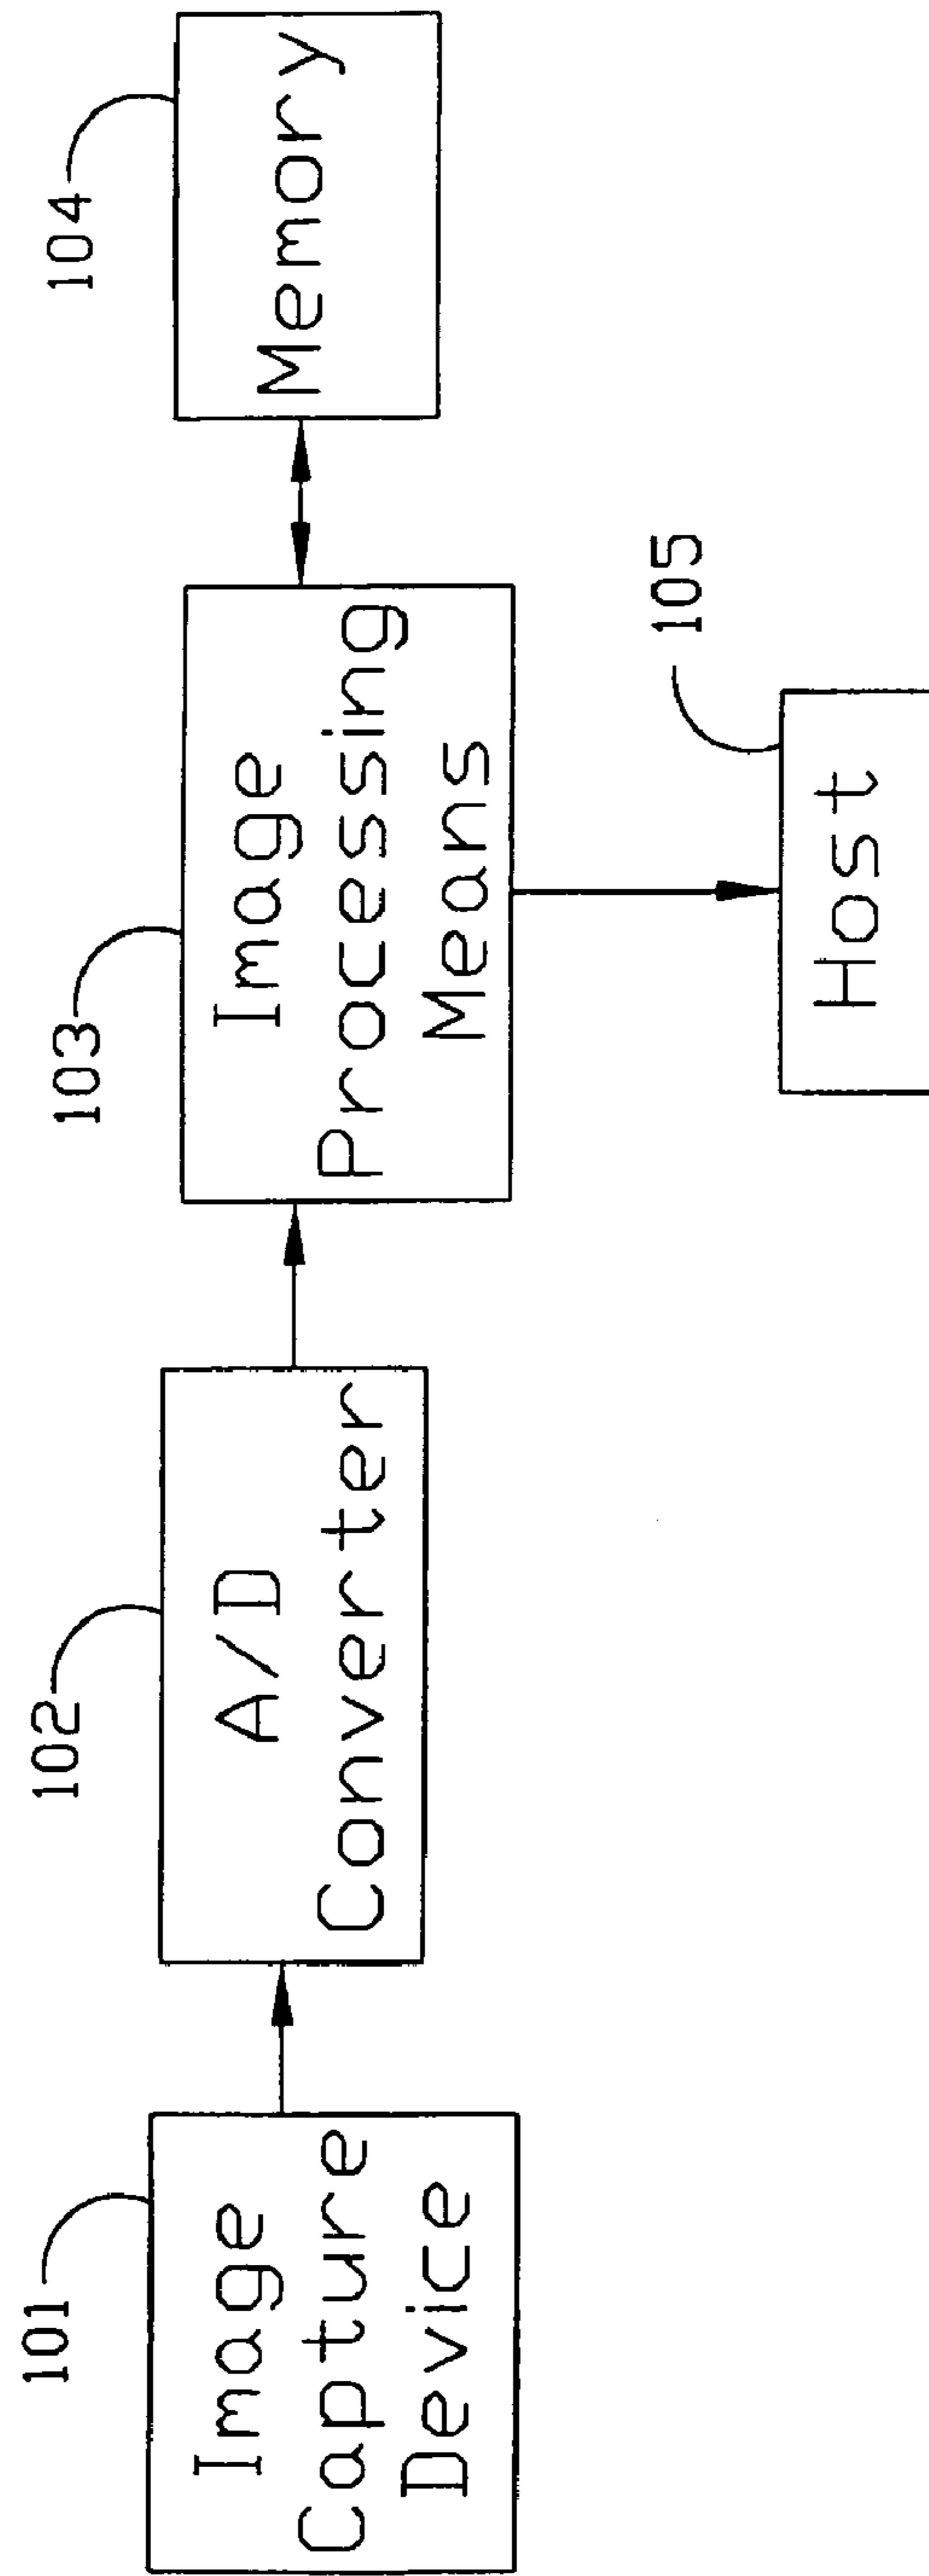 101
Image
Capture
Device
102
A/D
Converter
103
Image
Processing
Means
104
Memory
105
Host